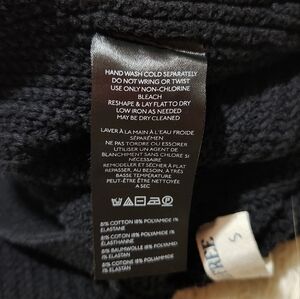 HAND WASH COLD SEPARATELY
DO NOT WRING OR TWIST
USE ONLY NON-CHLORINE
BLEACH
RESHAPE & LAY FLAT TO DRY
LOW IRON AS NEEDED
MAY BE DRY CLEANED
LAVER À LA MAIN À L'EAU FROIDE
SÉPARÉMEN
NE PAS TORDRE OU ESSORER
UTILISER UN AGENT DE
BLANCHIMENT SANS CHLORE SI
NÉCESSAIRE
REMODELER ET SÉCHER À PLAT
REPASSER, AU BESOIN, À TRÈS
BASSE TEMPÉRATURE
PEUT ÊTRE NETTOYÉ
A SEC
81% COTTON 18% POLYAMIDE 1%
ELASTANE
81% COTON 18% POLYAMIDE 1%
ÉLASTHANNE
81% BAUMWOLLE 18% POLYAMID
1% ELASTAN
81% COTONE 18% POLIAMMIDE
1% ELASTAN
S